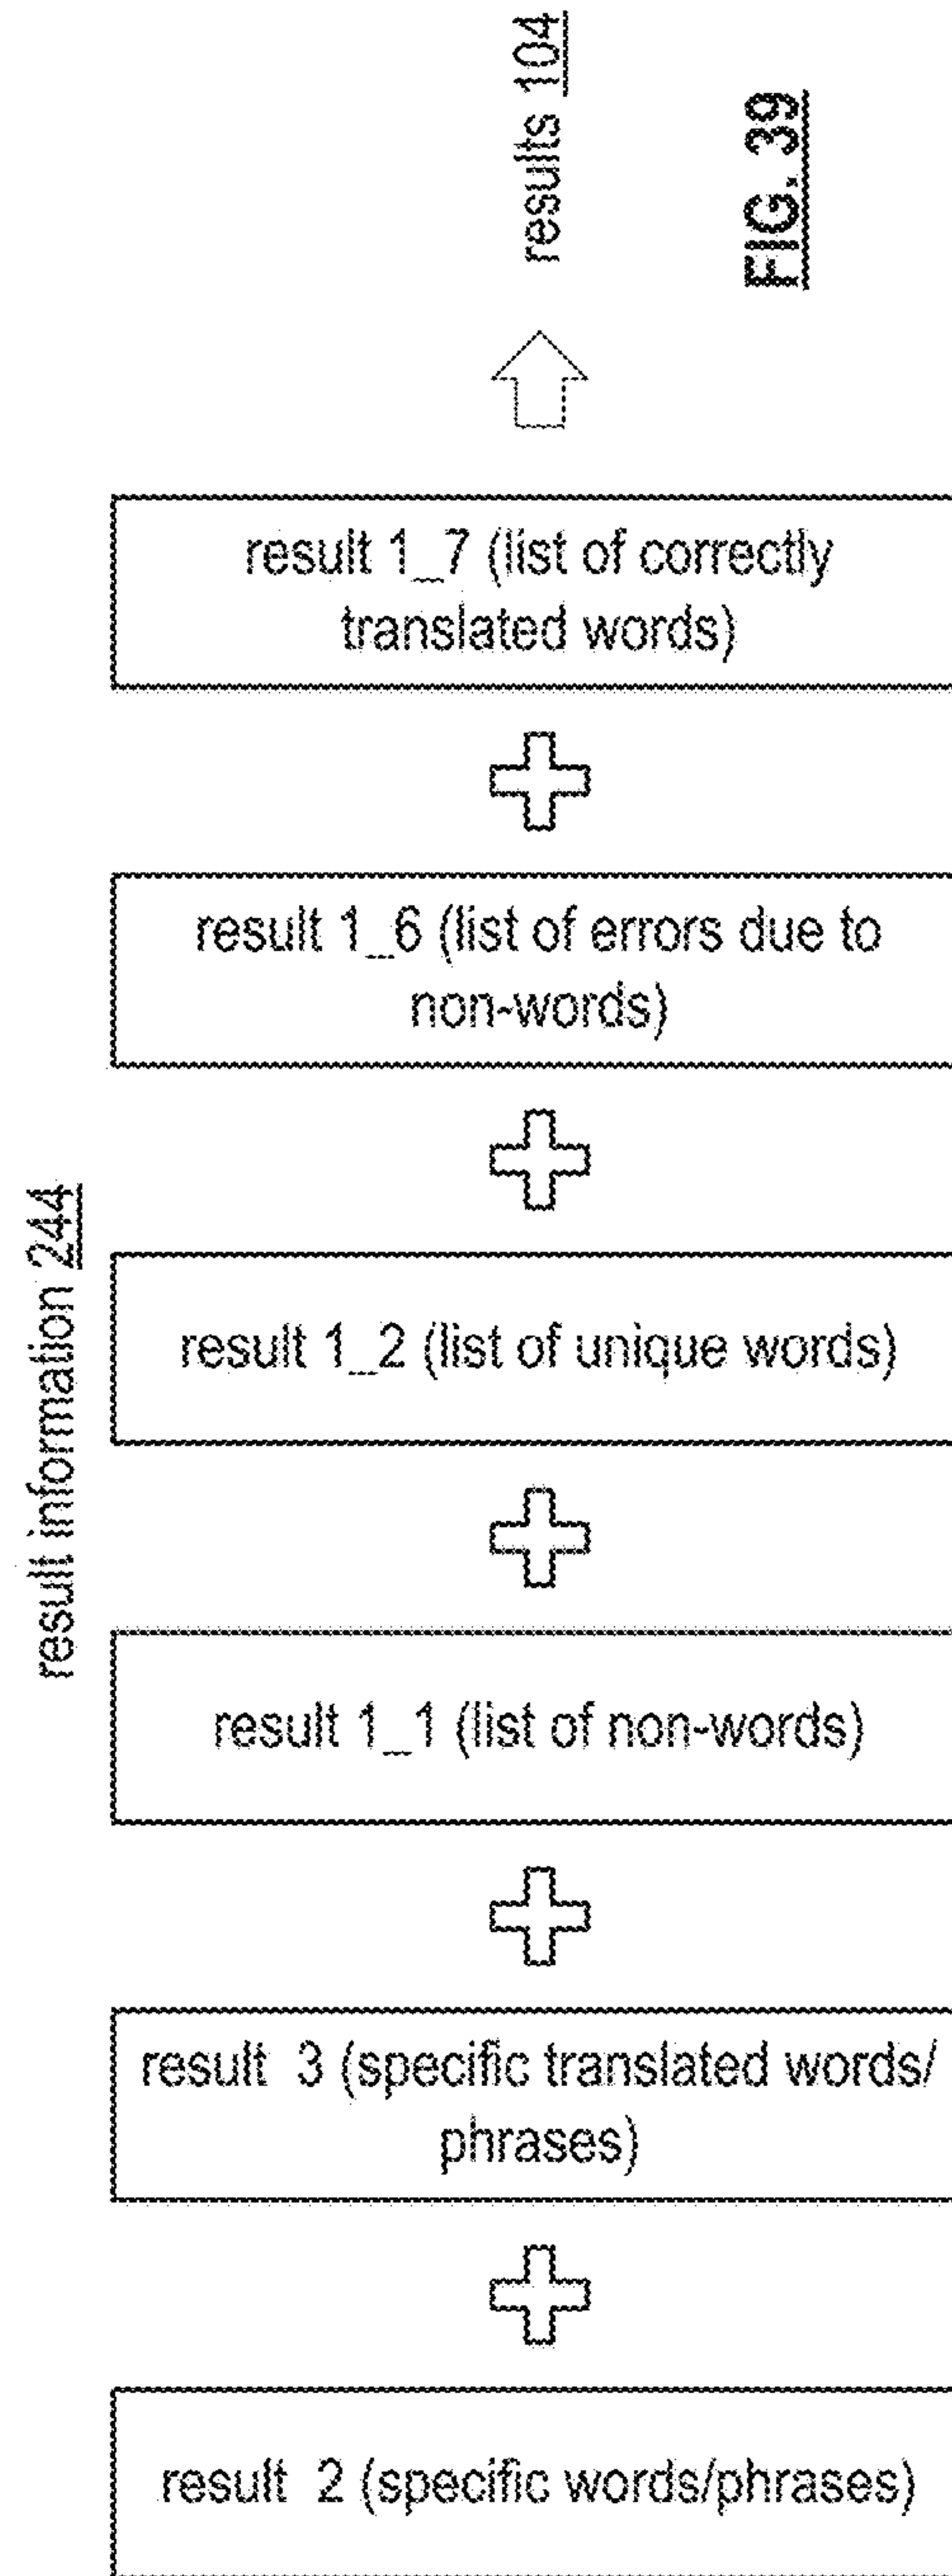 results 104
FIG. 39
result 1_7 (list of correctly
translated words)
result 1_6 (list of errors due to
non-words)
result information 244
result 1_2 (list of unique words)
result 1_1 (list of non-words)
result 3 (specific translated words/
phrases)
result 2 (specific words/phrases)